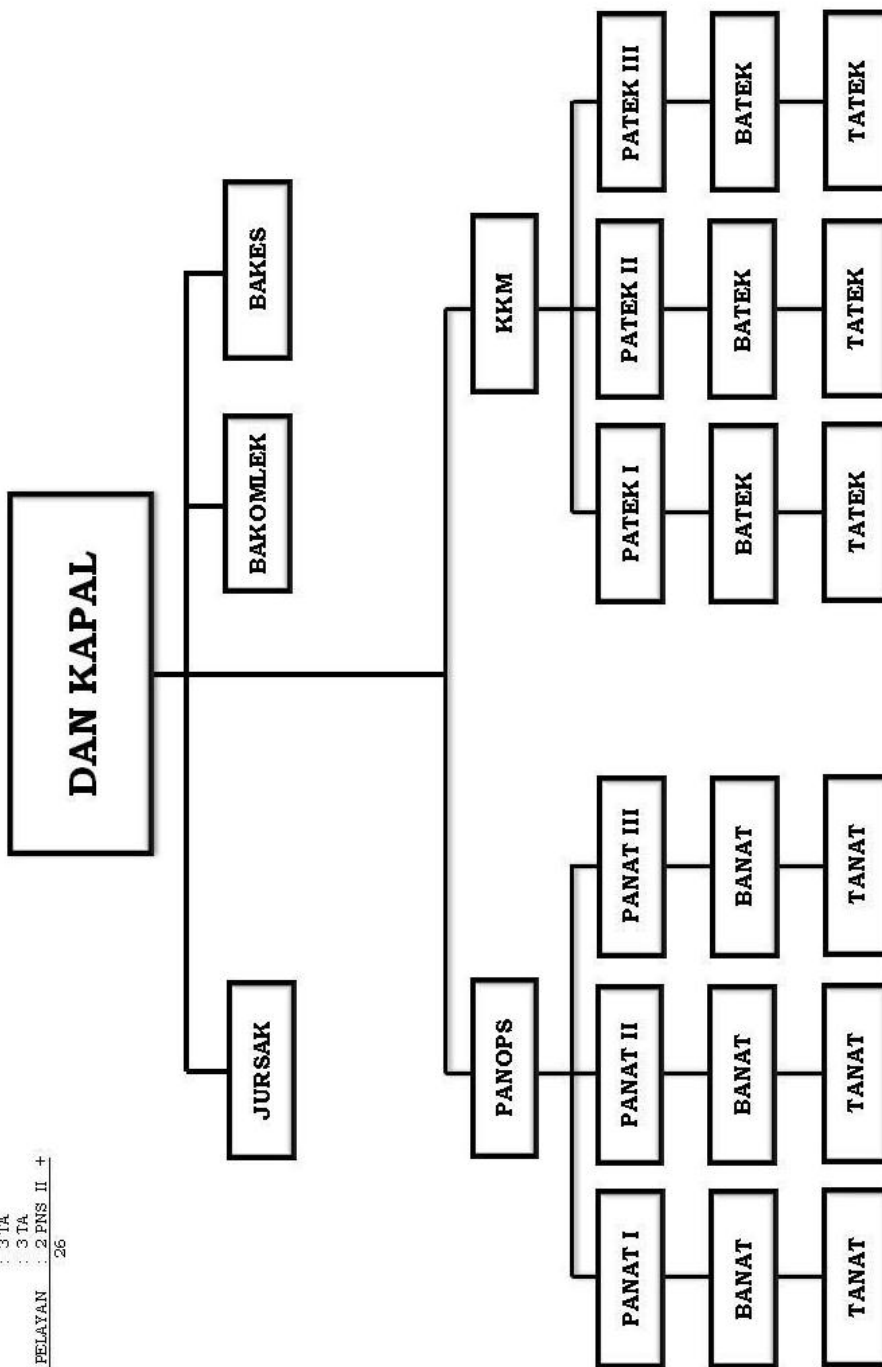 : 3 TA
: 3 TA
PELAYAN : 2 PNS II +
26
DAN KAPAL
JURSAK
BAKOMLEK
BAKES
PANOPS
KKM
PANAT I
PANAT II
PANAT III
PATEK I
PATEK II
PATEK III
BANAT
BANAT
BANAT
BATEK
BATEK
BATEK
TANAT
TANAT
TANAT
TATEK
TATEK
TATEK